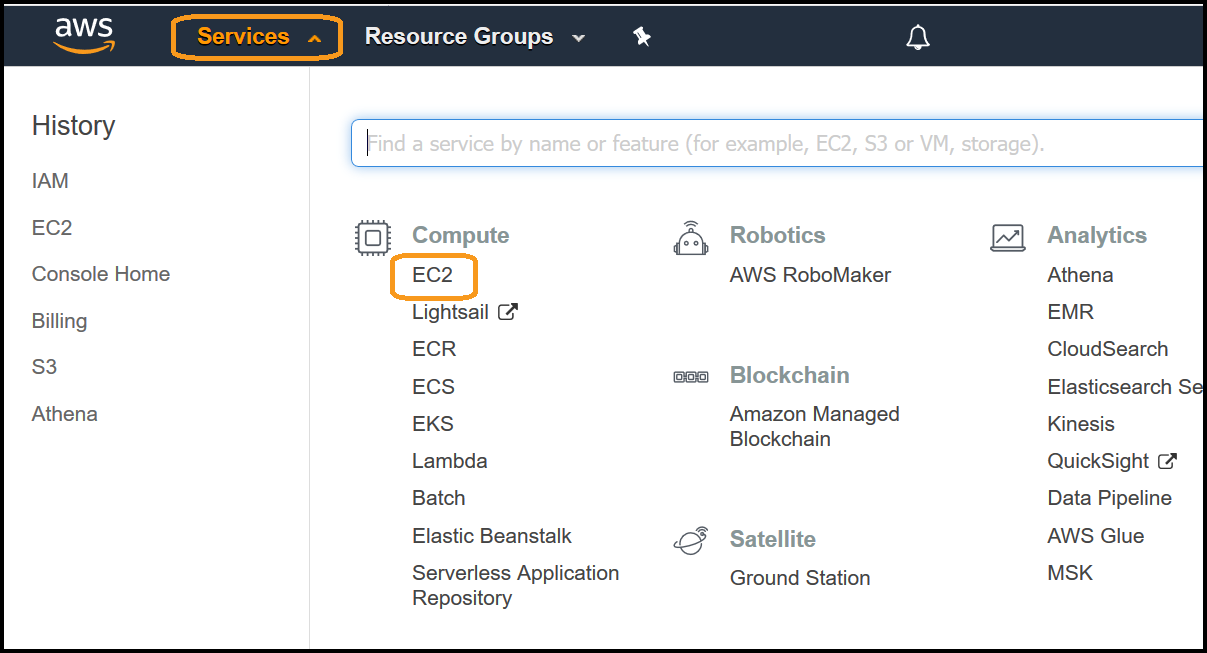 aws
Services
Resource Groups
History
IAM
EC2
Console Home
Billing
S3
Athena
Find a service by name or feature (for example, EC2, S3 or VM, storage).
Compute
EC2
Lightsail
ECR
ECS
EKS
Lambda
Batch
Elastic Beanstalk
Serverless Application
Repository
Robotics
AWS RoboMaker
Blockchain
Amazon Managed
Blockchain
Satellite
Ground Station
Analytics
Athena
EMR
CloudSearch
Elasticsearch Se
Kinesis
QuickSight
Data Pipeline
AWS Glue
MSK